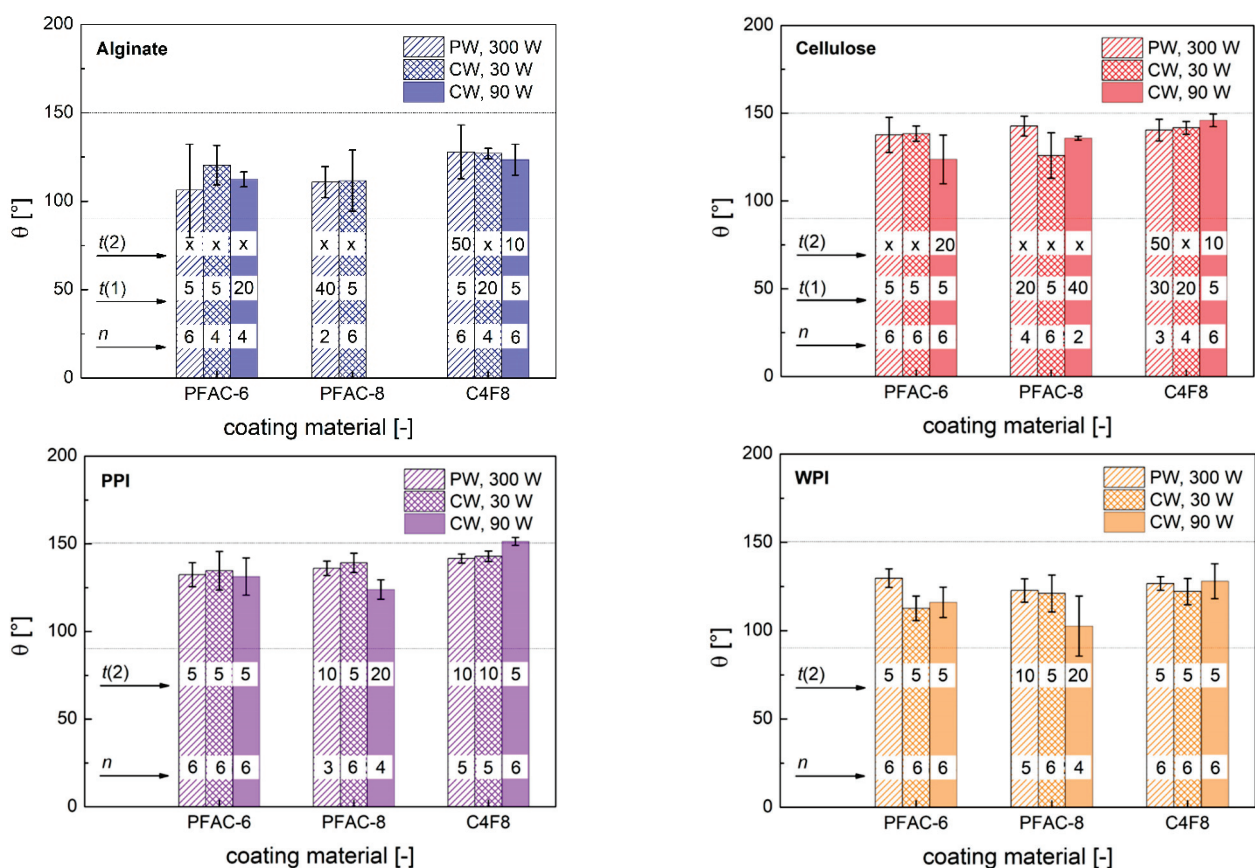 Alginate
PW, 300 W
CW, 30 W
CW, 90 W
200
150
100
50
0
θ [°]
t(2) x x x x x 50 x 10
t(1) 5 5 20 40 5 5 20 5
n 6 4 4 2 6 6 4 6
PFAC-6 PFAC-8 C4F8
coating material [-]
Cellulose
PW, 300 W
CW, 30 W
CW, 90 W
200
150
100
50
0
θ [°]
t(2) x x 20 x x x 50 x 10
t(1) 5 5 5 20 5 40 30 20 5
n 6 6 6 4 6 2 3 4 6
PFAC-6 PFAC-8 C4F8
coating material [-]
PPI
PW, 300 W
CW, 30 W
CW, 90 W
200
150
100
50
0
θ [°]
t(2) 5 5 5 10 5 20 10 10 5
n 6 6 6 3 6 4 5 5 6
PFAC-6 PFAC-8 C4F8
coating material [-]
WPI
PW, 300 W
CW, 30 W
CW, 90 W
200
150
100
50
0
θ [°]
t(2) 5 5 5 10 5 20 5 5 5
n 6 6 6 5 6 4 6 6 6
PFAC-6 PFAC-8 C4F8
coating material [-]